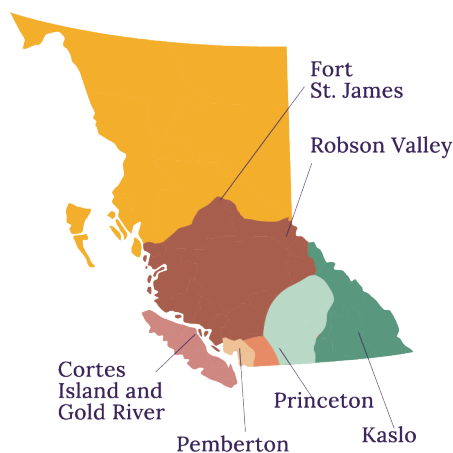 Fort
St. James
Robson Valley
Cortes
Island and
Gold River
Princeton
Pemberton
Kaslo